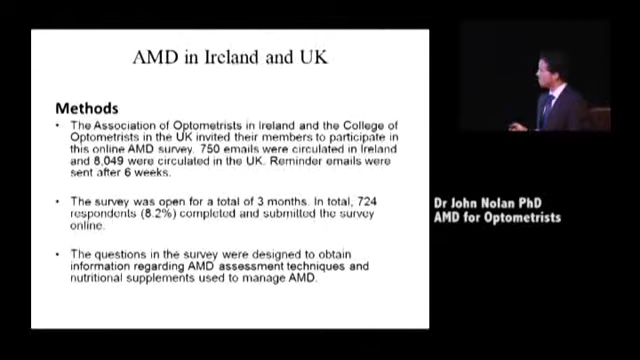 AMD in Ireland and UK
Methods
• The Association of Optometrists in Ireland and the College of
Optometrists in the UK invited their members to participate in
this online AMD survey. 750 emails were circulated in Ireland
and 8,049 were circulated in the UK. Reminder emails were
sent after 6 weeks.
• The survey was open for a total of 3 months. In total, 724
respondents (8.2%) completed and submitted the survey
online.
• The questions in the survey were designed to obtain
information regarding AMD assessment techniques and
nutritional supplements used to manage AMD.
Dr John Nolan PhD
AMD for Optometrists